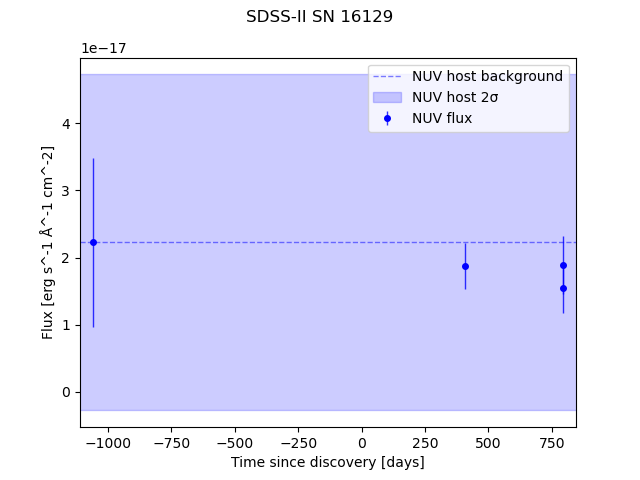 SDSS-II SN 16129
1e−17
NUV host background
NUV host 2σ
NUV flux
4
3
2
1
0
Flux [erg s^-1 Å^-1 cm^-2]
−1000 −750 −500 −250 0 250 500 750
Time since discovery [days]